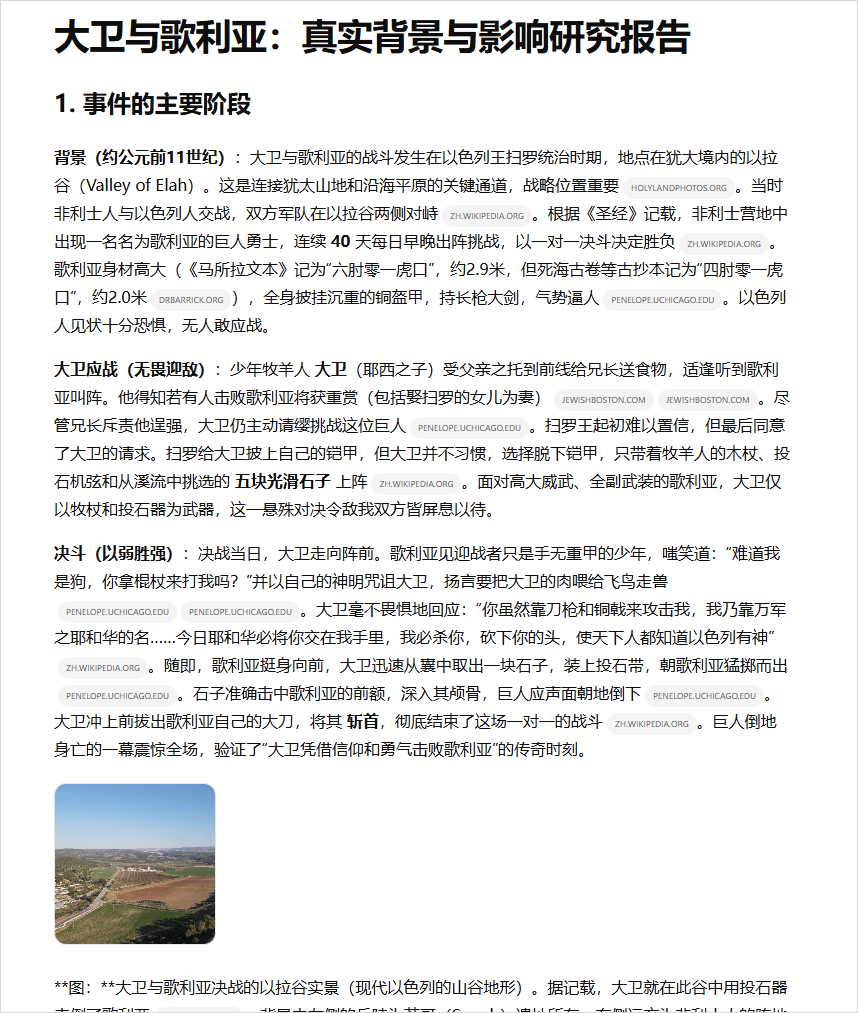 大卫与歌利亚：真实背景与影响研究报告
1. 事件的主要阶段
背景（约公元前11世纪）：大卫与歌利亚的战斗发生在以色列王扫罗统治时期，地点在犹大境内的以拉
谷（Valley of Elah）。这是连接犹太山地和沿海平原的关键通道，战略位置重要 HOLYLANDPHOTOS.ORG 。当时
非利士人与以色列人交战，双方军队在以拉谷两侧对峙 ZH.WIKIPEDIA.ORG 。根据《圣经》记载，非利士营地中
出现一名名为歌利亚的巨人勇士，连续 40 天每日早晚出阵挑战，以一对一决斗决定胜负 ZH.WIKIPEDIA.ORG 。
歌利亚身材高大（《马所拉文本》记为“六肘零一虎口”，约2.9米，但死海古卷等古抄本记为“四肘零一虎
口”，约2.0米 DRBARRICK.ORG ），全身披挂沉重的铜盔甲，持长枪大剑，气势逼人 PENELOPE.UCHICAGO.EDU 。以色列
人见状十分恐惧，无人敢应战。
大卫应战（无畏迎敌）：少年牧羊人 大卫（耶西之子）受父亲之托到前线给兄长送食物，适逢听到歌利
亚叫阵。他得知若有人击败歌利亚将获重赏（包括娶扫罗的女儿为妻） JEWISHBOSTON.COM JEWISHBOSTON.COM 。尽
管兄长斥责他逞强，大卫仍主动请缨挑战这位巨人 PENELOPE.UCHICAGO.EDU 。扫罗王起初难以置信，但最后同意
了大卫的请求。扫罗给大卫披上自己的铠甲，但大卫并不习惯，选择脱下铠甲，只带着牧羊人的木杖、投
石机弦和从溪流中挑选的 五块光滑石子 上阵 ZH.WIKIPEDIA.ORG 。面对高大威武、全副武装的歌利亚，大卫仅
以牧杖和投石器为武器，这一悬殊对决令敌我双方皆屏息以待。
决斗（以弱胜强）：决战当日，大卫走向阵前。歌利亚见迎战者只是手无重甲的少年，嗤笑道：“难道我
是狗，你拿棍杖来打我吗？”并以自己的神明咒诅大卫，扬言要把大卫的肉喂给飞鸟走兽
PENELOPE.UCHICAGO.EDU PENELOPE.UCHICAGO.EDU 。大卫毫不畏惧地回应：“你虽然靠刀枪和铜戟来攻击我，我乃靠万军
之耶和华的名……今日耶和华必将你交在我手里，我必杀你，砍下你的头，使天下人都知道以色列有神”
ZH.WIKIPEDIA.ORG 。随即，歌利亚挺身向前，大卫迅速从囊中取出一块石子，装上投石带，朝歌利亚猛掷而出
PENELOPE.UCHICAGO.EDU 。石子准确击中歌利亚的前额，深入其颅骨，巨人应声面朝地倒下 PENELOPE.UCHICAGO.EDU 。
大卫冲上前拔出歌利亚自己的大刀，将其 斩首，彻底结束了这场一对一的战斗 ZH.WIKIPEDIA.ORG 。巨人倒地
身亡的一幕震惊全场，验证了“大卫凭借信仰和勇气击败歌利亚”的传奇时刻。
**图：**大卫与歌利亚决战的以拉谷实景（现代以色列的山谷地形）。据记载，大卫就在此谷中用投石器